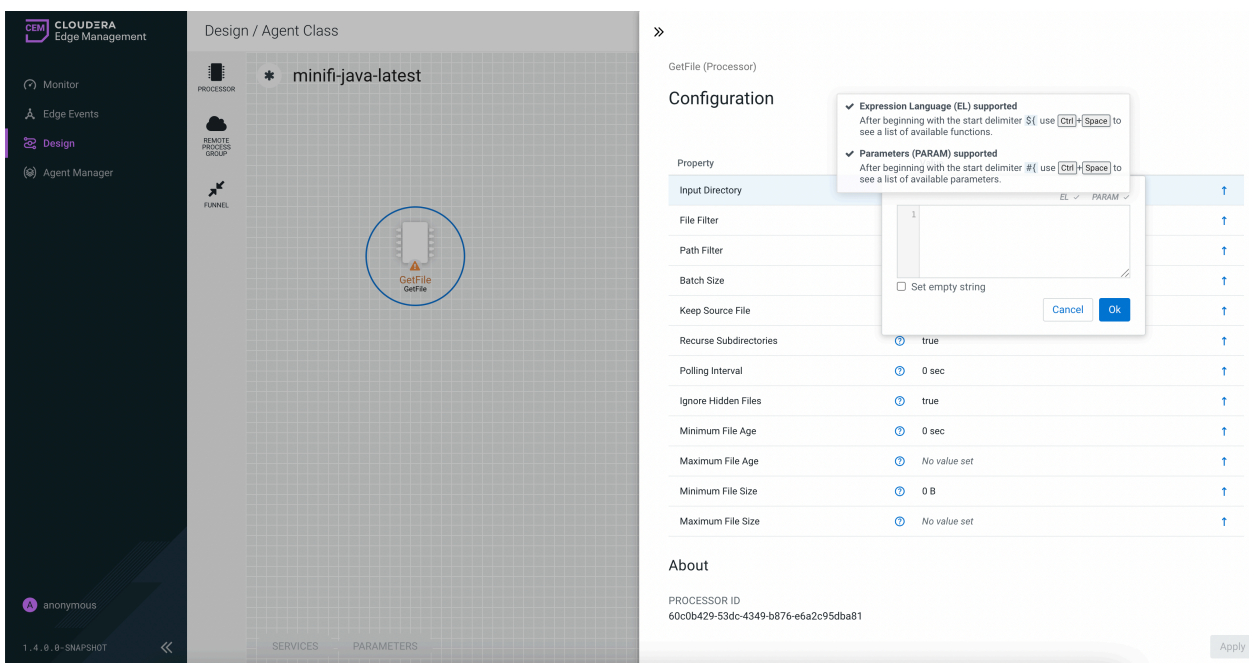 CEM
CLOUDERA
Edge Management
Monitor
Edge Events
Design
Agent Manager
A anonymous
1.4.0.0-SNAPSHOT
Design / Agent Class
PROCESSOR
REMOTE
PROCESS
GROUP
FUNNEL
minifi-java-latest
GetFile
GetFile
SERVICES
PARAMETERS
GetFile (Processor)
Configuration
Expression Language (EL) supported
After beginning with the start delimiter ${ use Ctrl+Space to
see a list of available functions.
Parameters (PARAM) supported
After beginning with the start delimiter #{ use Ctrl+Space to
see a list of available parameters.
Property
Input Directory
EL PARAM
1
Set empty string
Cancel Ok
File Filter
Path Filter
Batch Size
Keep Source File
Recurse Subdirectories ? true
Polling Interval ? 0 sec
Ignore Hidden Files ? true
Minimum File Age ? 0 sec
Maximum File Age ? No value set
Minimum File Size ? 0 B
Maximum File Size ? No value set
About
PROCESSOR ID
60c0b429-53dc-4349-b876-e6a2c95dba81
Apply